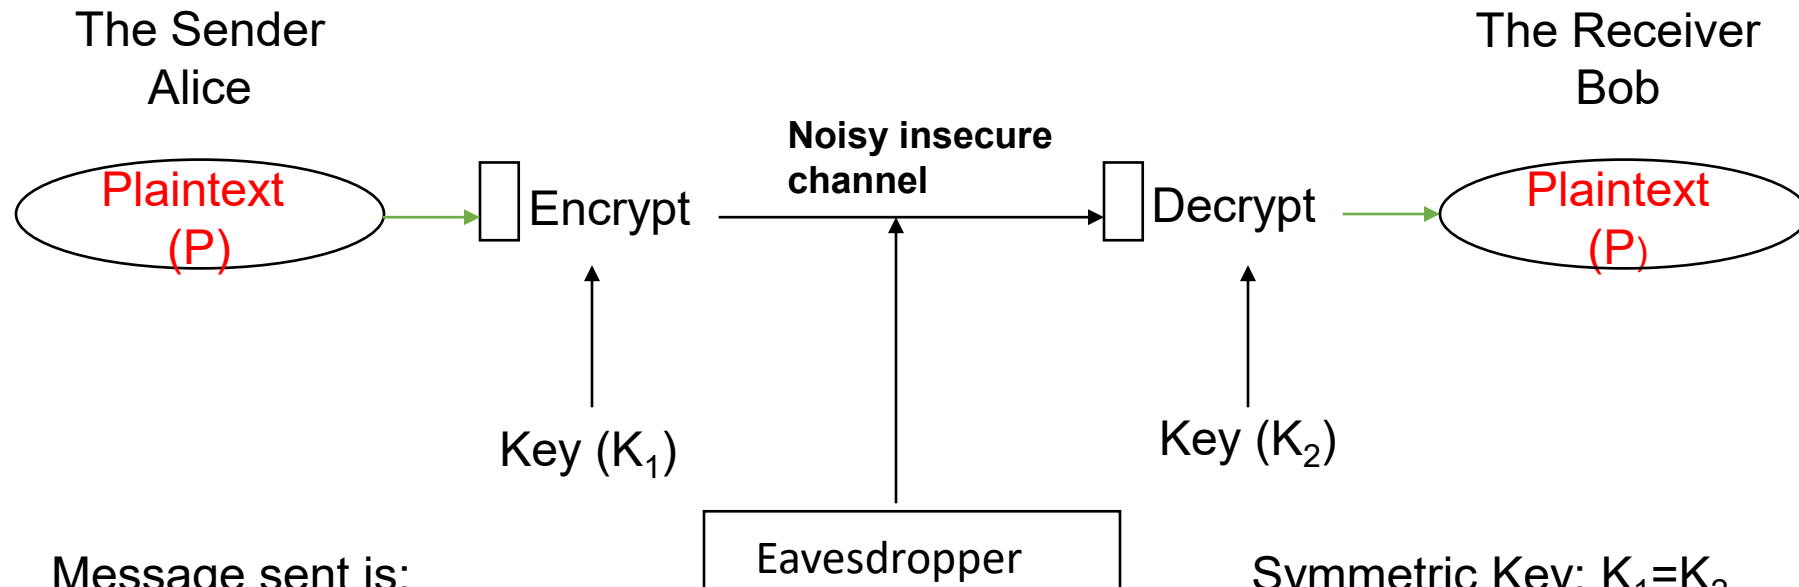 The Sender
Alice
The Receiver
Bob
Noisy insecure
channel
Plaintext
(P)
Encrypt
Decrypt
Plaintext
(P)
Key (K₁)
Key (K₂)
Message sent is:
Eavesdropper
Symmetric Key: K₁=K₂